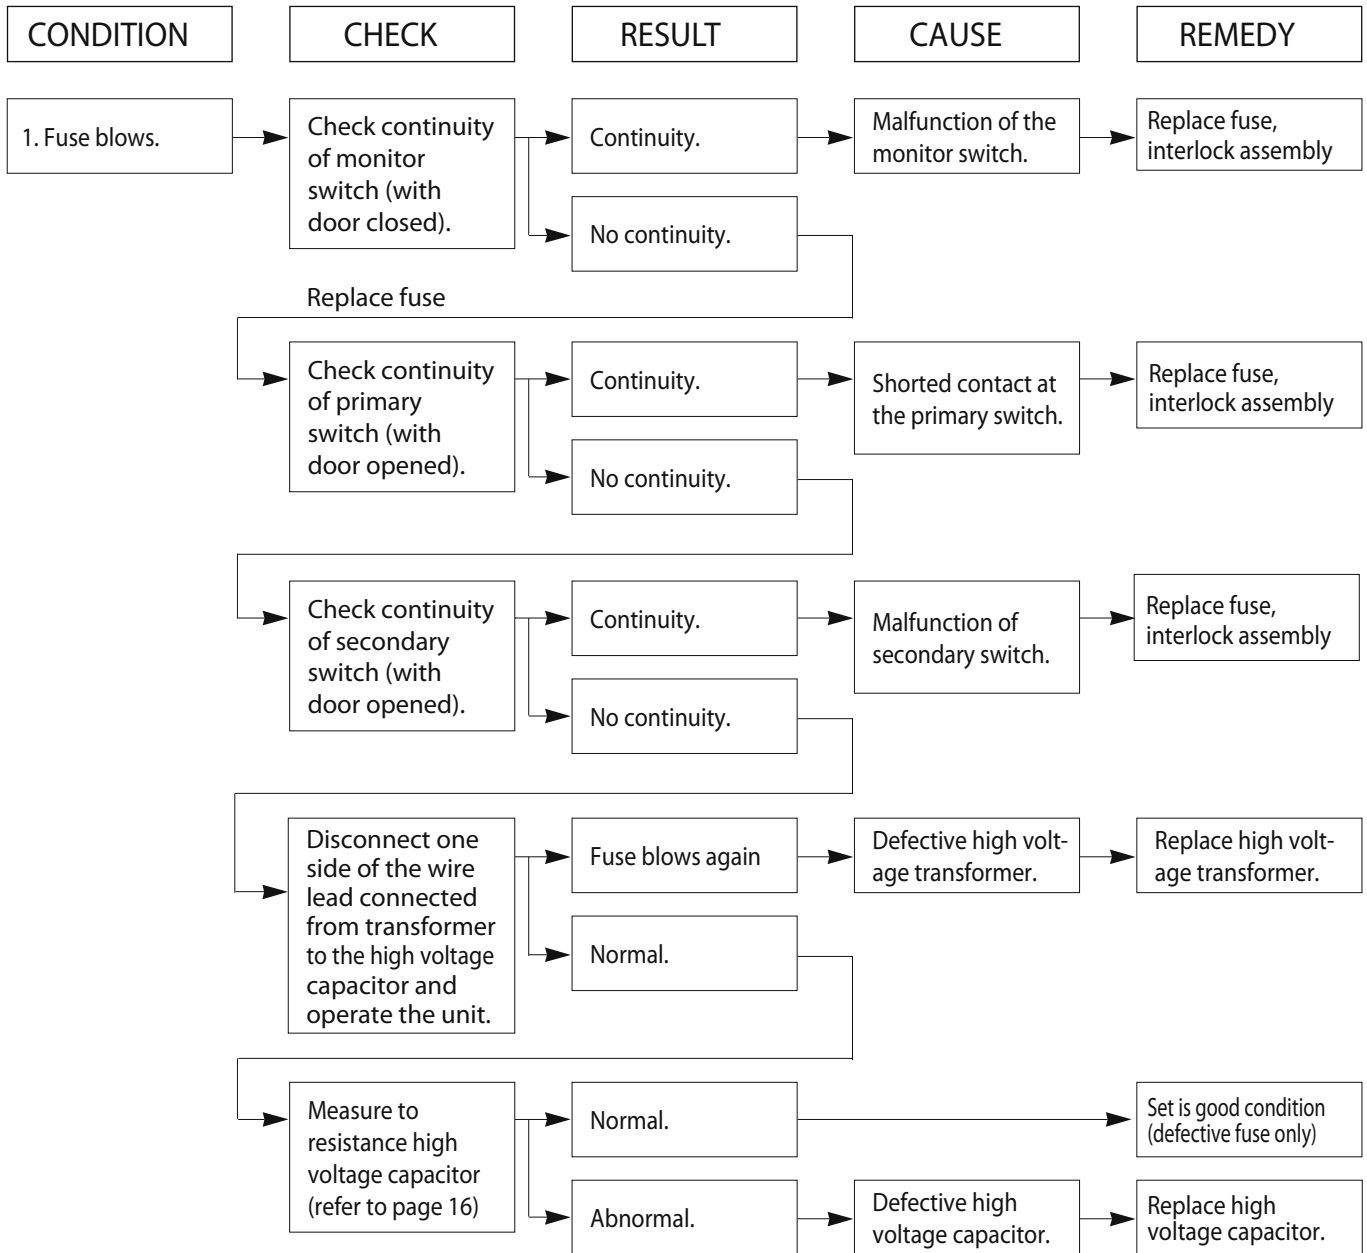 CONDITION
CHECK
RESULT
CAUSE
REMEDY
1. Fuse blows.
Check continuity
of monitor
switch (with
door closed).
Continuity.
Malfunction of the
monitor switch.
Replace fuse,
interlock assembly
No continuity.
Replace fuse
Check continuity
of primary
switch (with
door opened).
Continuity.
Shorted contact at
the primary switch.
Replace fuse,
interlock assembly
No continuity.
Check continuity
of secondary
switch (with
door opened).
Continuity.
Malfunction of
secondary switch.
Replace fuse,
interlock assembly
No continuity.
Disconnect one
side of the wire
lead connected
from transformer
to the high voltage
capacitor and
operate the unit.
Fuse blows again
Defective high volt-
age transformer.
Replace high volt-
age transformer.
Normal.
Measure to
resistance high
voltage capacitor
(refer to page 16)
Normal.
Set is good condition
(defective fuse only)
Abnormal.
Defective high
voltage capacitor.
Replace high
voltage capacitor.